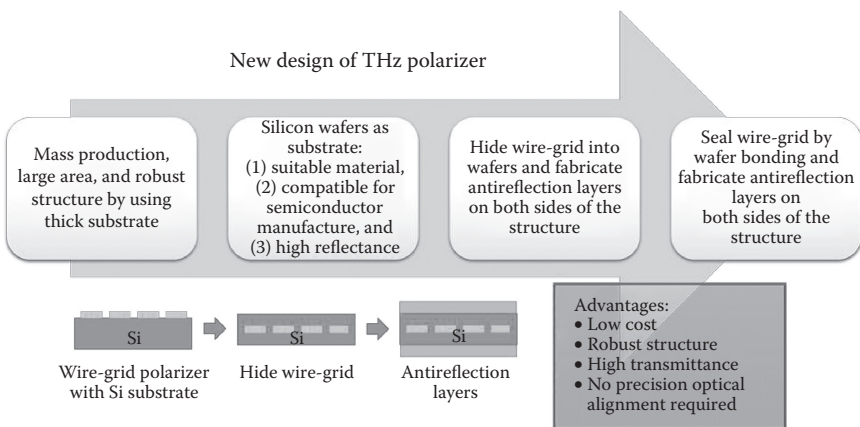 New design of THz polarizer
Mass production,
large area, and robust
structure by using
thick substrate
Silicon wafers as
substrate:
(1) suitable material,
(2) compatible for
semiconductor
manufacture, and
(3) high reflectance
Hide wire-grid into
wafers and fabricate
antireflection layers
on both sides of the
structure
Seal wire-grid by
wafer bonding and
fabricate antireflection
layers on
both sides of the
structure
Si
Wire-grid polarizer
with Si substrate
Si
Hide wire-grid
Si
Antireflection
layers
Advantages:
• Low cost
• Robust structure
• High transmittance
• No precision optical
alignment required